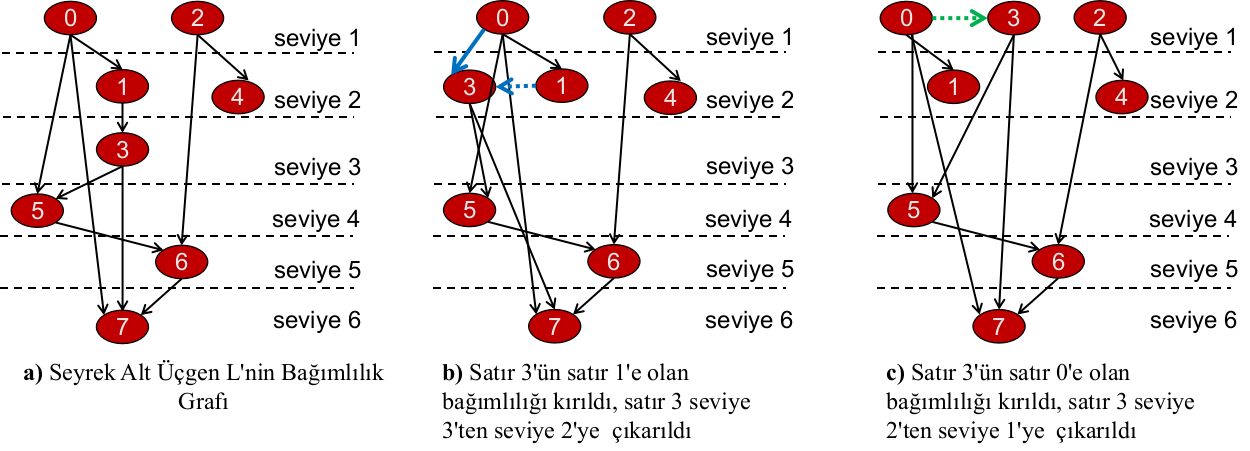 0
2
seviye 1
1
4
seviye 2
3
seviye 3
5
seviye 4
6
seviye 5
7
seviye 6
a) Seyrek Alt Üçgen L'nin Bağımlılık
Grafı
0
2
seviye 1
3
1
4
seviye 2
seviye 3
5
seviye 4
6
seviye 5
7
seviye 6
b) Satır 3'ün satır 1'e olan
bağımlılığı kırıldı, satır 3 seviye
3'ten seviye 2'ye çıkarıldı
0
3
2
seviye 1
1
4
seviye 2
seviye 3
5
seviye 4
6
seviye 5
7
seviye 6
c) Satır 3'ün satır 0'e olan
bağımlılığı kırıldı, satır 3 seviye
2'ten seviye 1'ye çıkarıldı